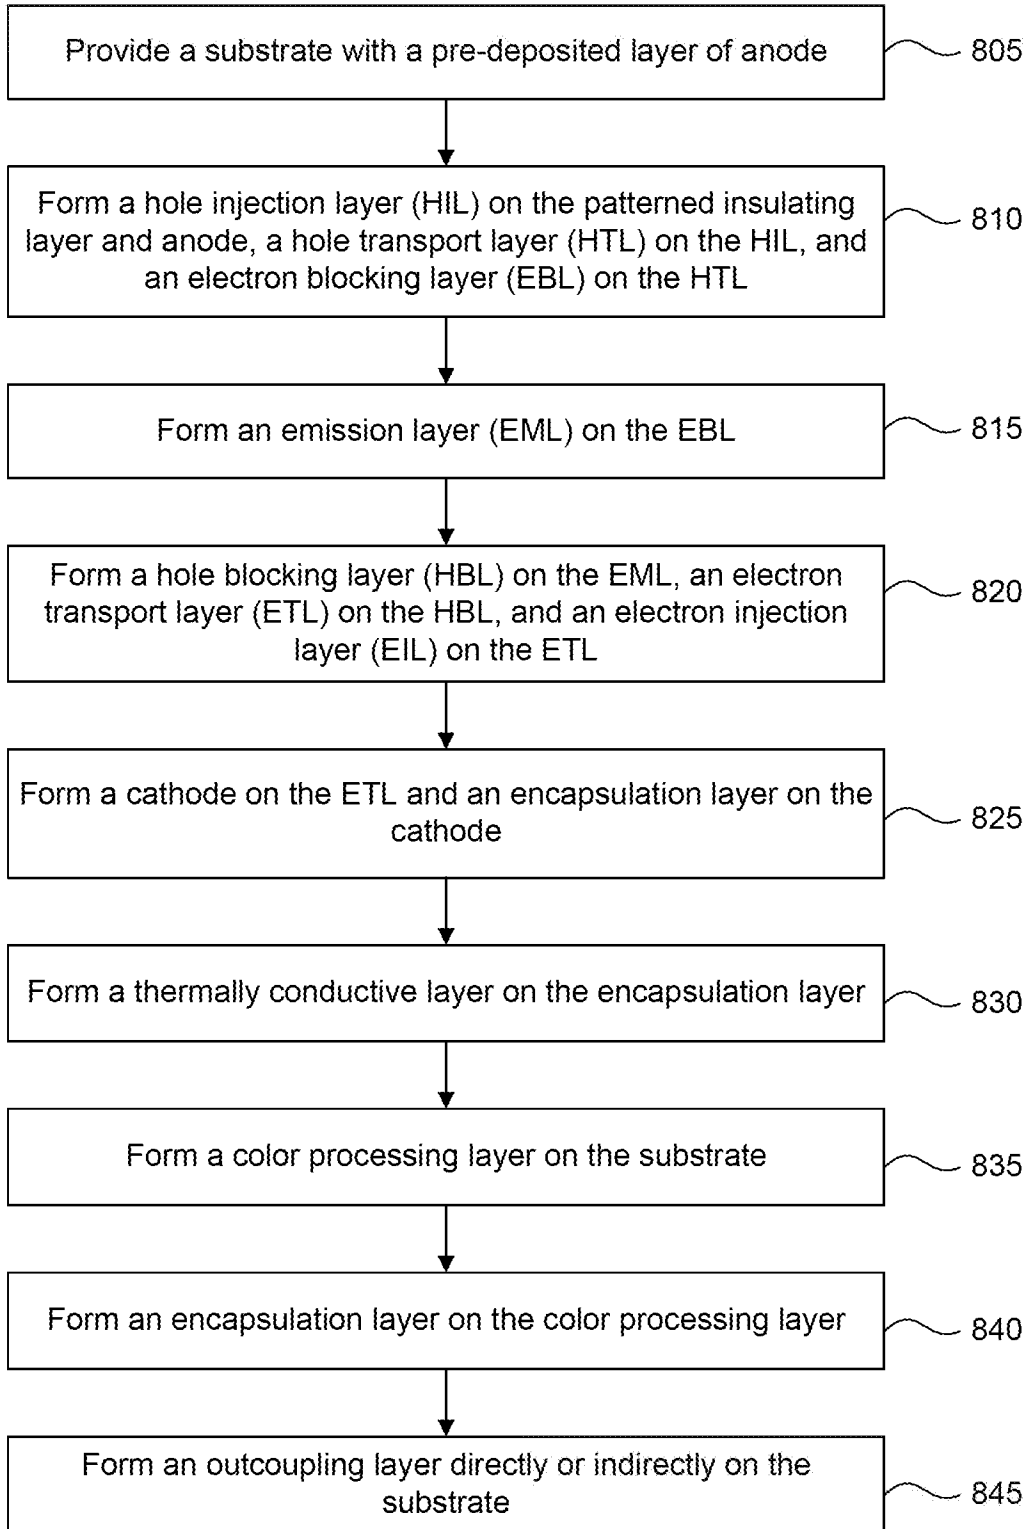 Provide a substrate with a pre-deposited layer of anode
805
Form a hole injection layer (HIL) on the patterned insulating
layer and anode, a hole transport layer (HTL) on the HIL, and
an electron blocking layer (EBL) on the HTL
810
Form an emission layer (EML) on the EBL
815
Form a hole blocking layer (HBL) on the EML, an electron
transport layer (ETL) on the HBL, and an electron injection
layer (EIL) on the ETL
820
Form a cathode on the ETL and an encapsulation layer on the
cathode
825
Form a thermally conductive layer on the encapsulation layer
830
Form a color processing layer on the substrate
835
Form an encapsulation layer on the color processing layer
840
Form an outcoupling layer directly or indirectly on the
substrate
845